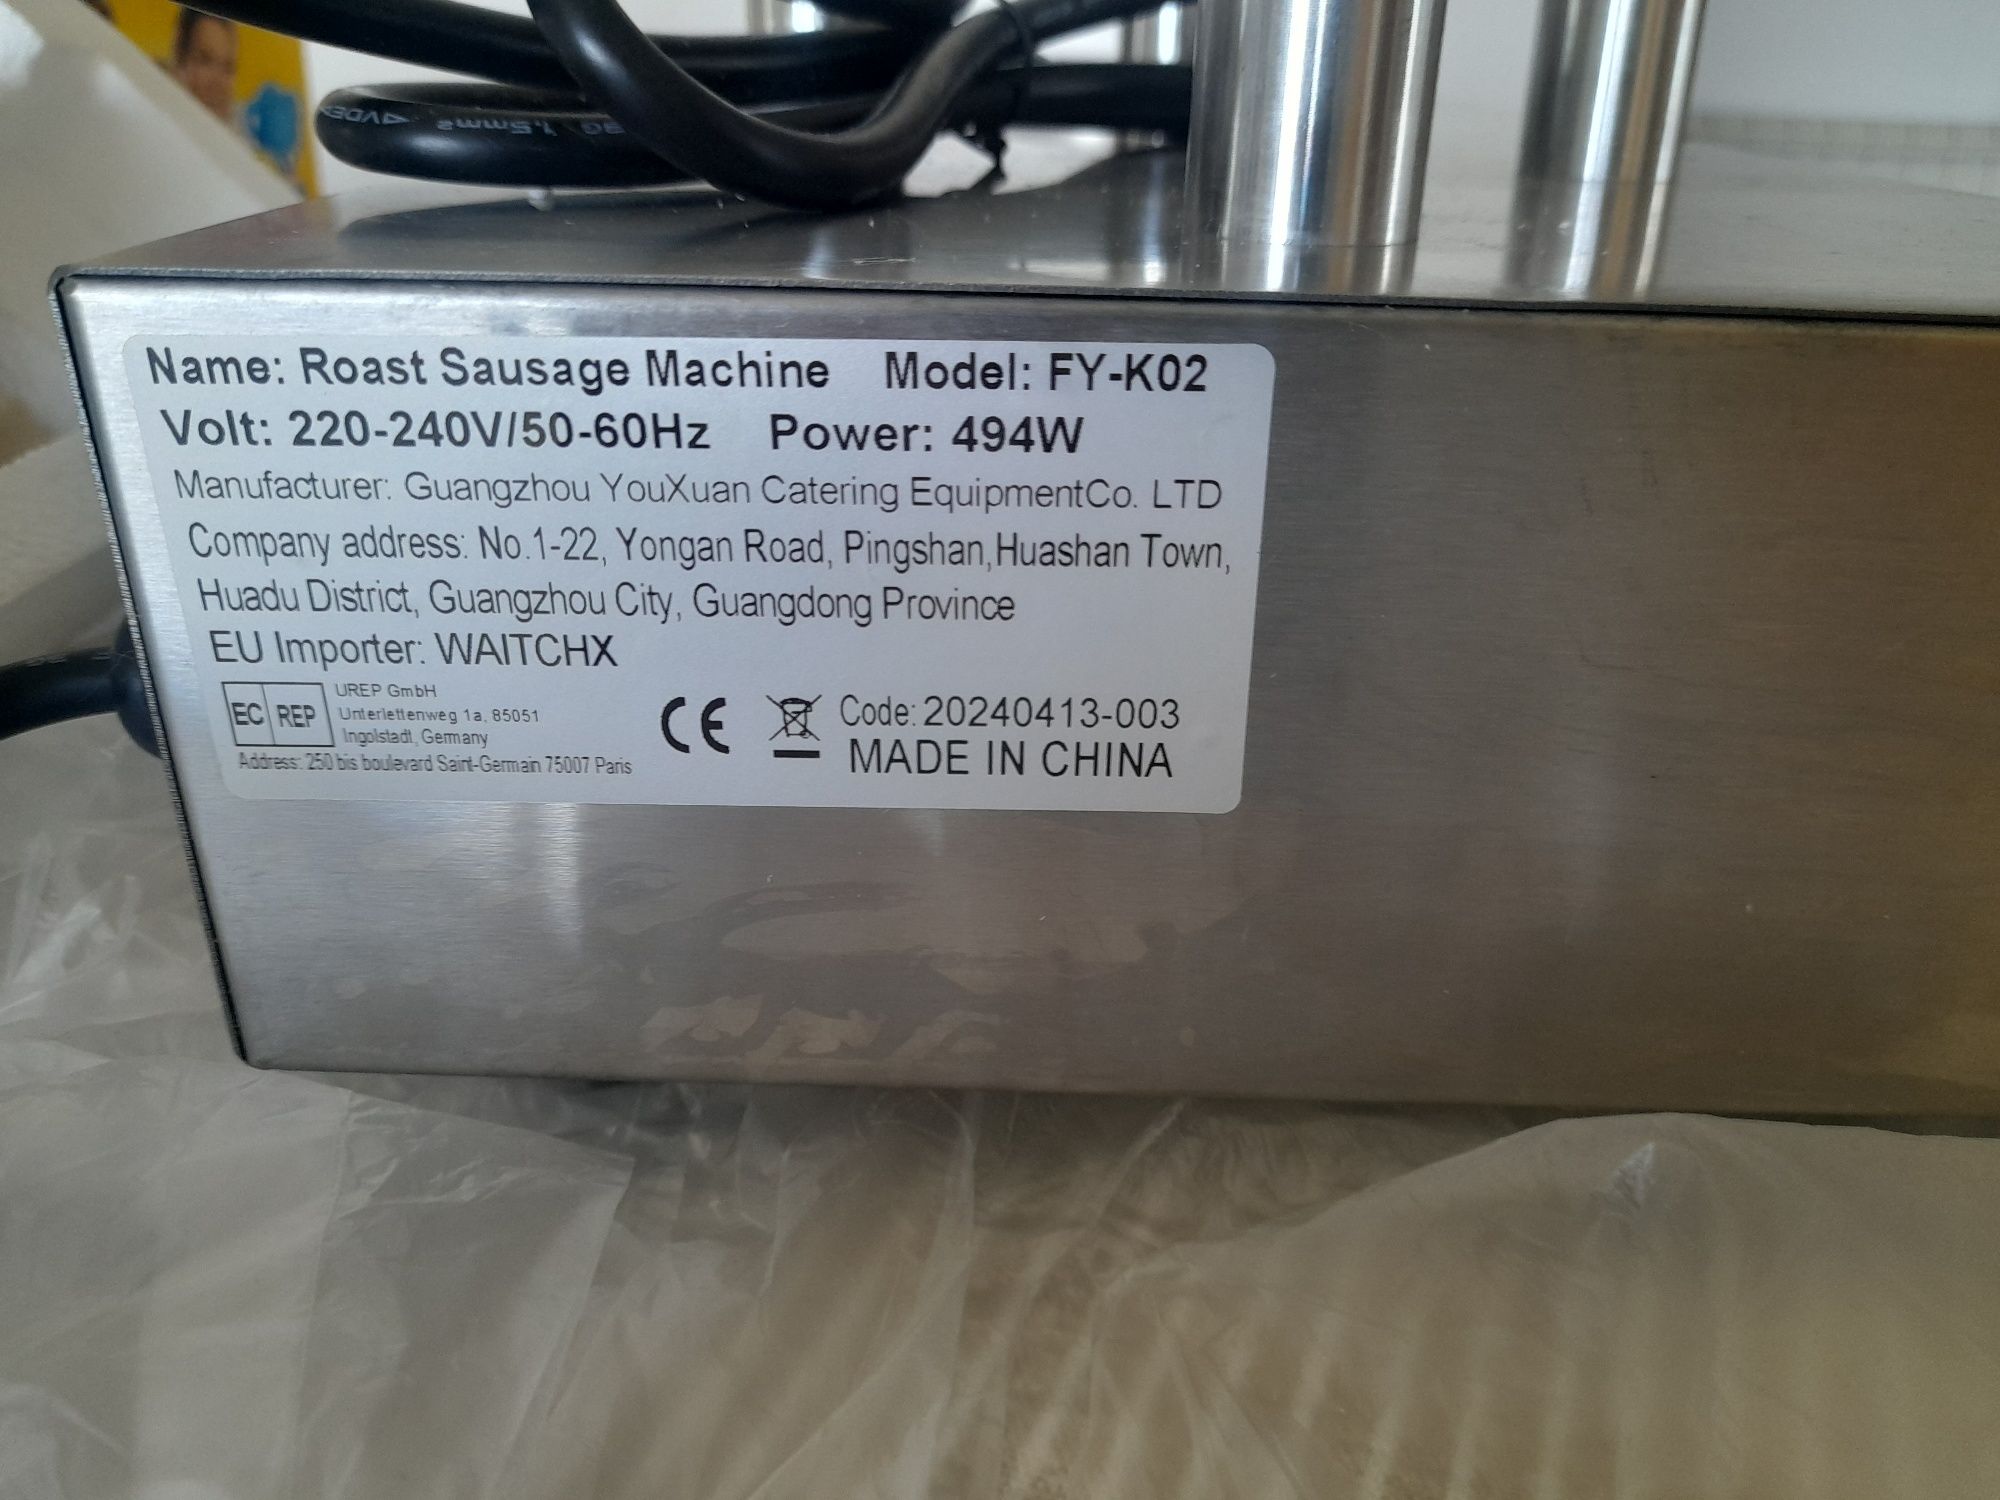 Name: Roast Sausage Machine Model: FY-K02
Volt: 220-240V/50-60Hz Power: 494W
Manufacturer: Guangzhou YouXuan Catering EquipmentCo. LTD
Company address: No.1-22, Yongan Road, Pingshan,Huashan Town,
Huadu District, Guangzhou City, Guangdong Province
EU Importer: WAITCHX
EC REP
UREP GmbH
Unterlettenweg 1a, 85051
Ingolstadt, Germany
Address: 250 bis boulevard Saint-Germain 75007 Paris
CE
Code: 20240413-003
MADE IN CHINA